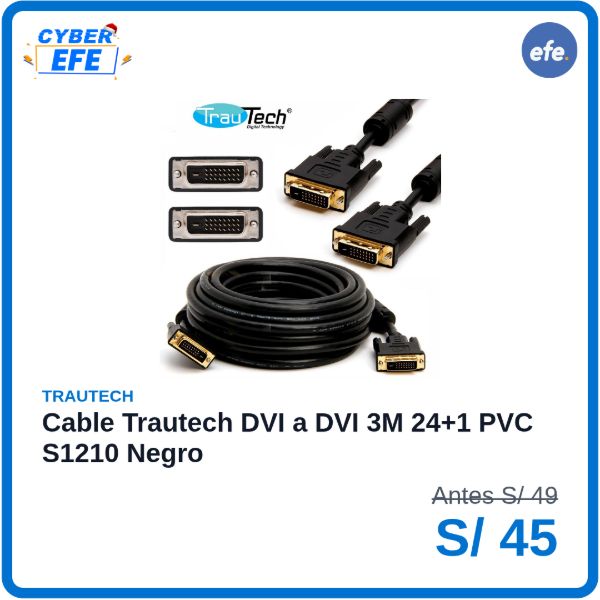 CYBER
EFE
efe.
TrauTech®
Digital Technology
TRAUTECH
Cable Trautech DVI a DVI 3M 24+1 PVC
S1210 Negro
Antes S/ 49
S/ 45